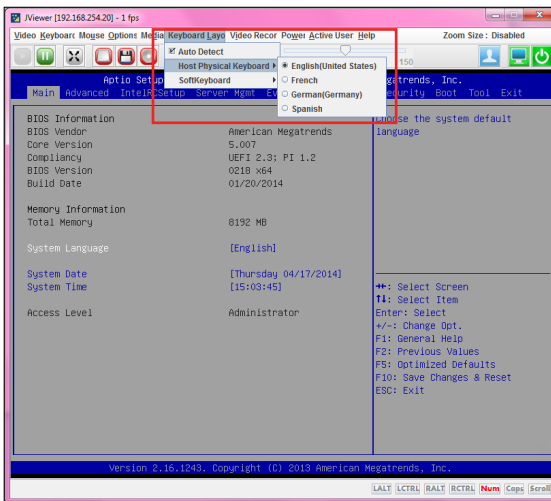 JViewer [192.168.254.20] - 1 fps
Video Keyboard Mouse Options Media Keyboard Layo Video Recor Power Active User Help Zoom Size : Disabled
Auto Detect
Host Physical Keyboard
SoftKeyboard
English(United States)
French
German(Germany)
Spanish
150
Aptio Setup gatrends, Inc.
Main Advanced IntelRCSetup Server Mgmt Ev curity Boot Tool Exit
BIOS Information
BIOS Vendor American Megatrends
Core Version 5.007
Compliancy UEFI 2.3; PI 1.2
BIOS Version 0218 x64
Build Date 01/20/2014
Memory Information
Total Memory 8192 MB
System Language [English]
System Date [Thursday 04/17/2014]
System Time [15:03:45]
Access Level Administrator
Choose the system default
language
→←: Select Screen
↑↓: Select Item
Enter: Select
+/-: Change Opt.
F1: General Help
F2: Previous Values
F5: Optimized Defaults
F10: Save Changes & Reset
ESC: Exit
Version 2.16.1243. Copyright (C) 2013 American Megatrends, Inc.
LALT LCTRL RALT RCTRL Num Caps Scroll